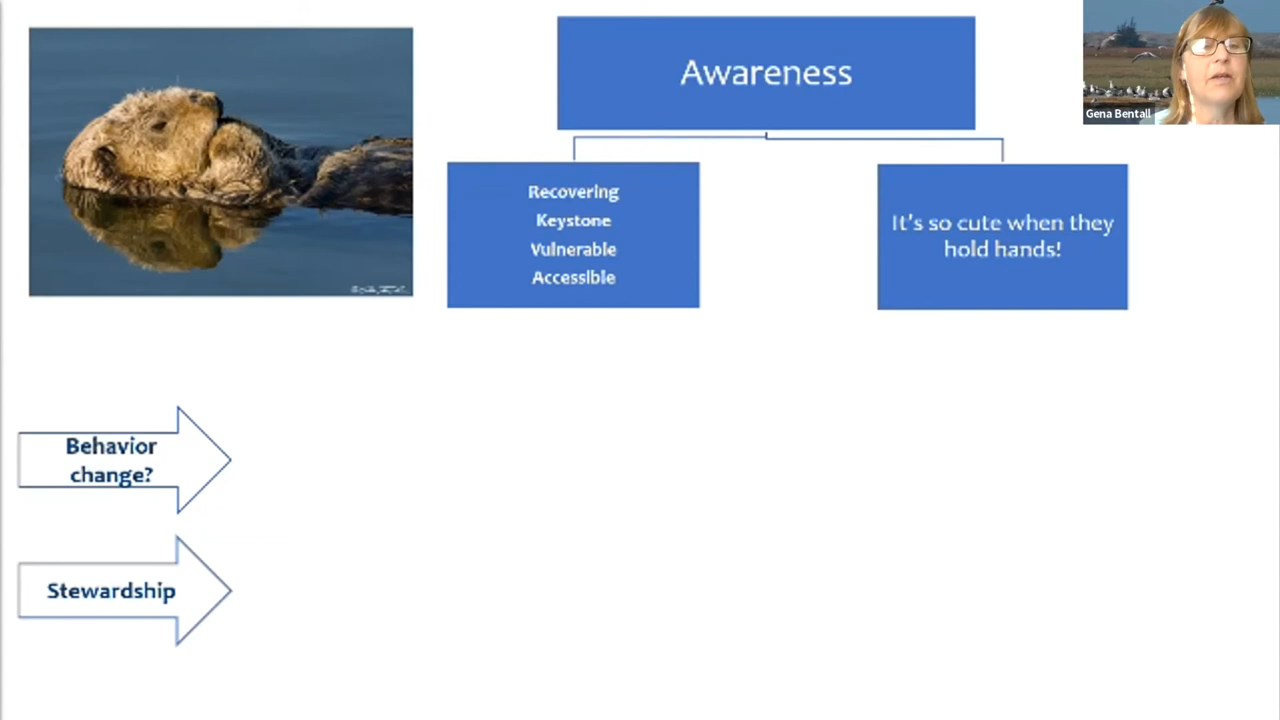 Awareness
Gena Bentall
Recovering
Keystone
Vulnerable
Accessible
It's so cute when they
hold hands!
Behavior
change?
Stewardship